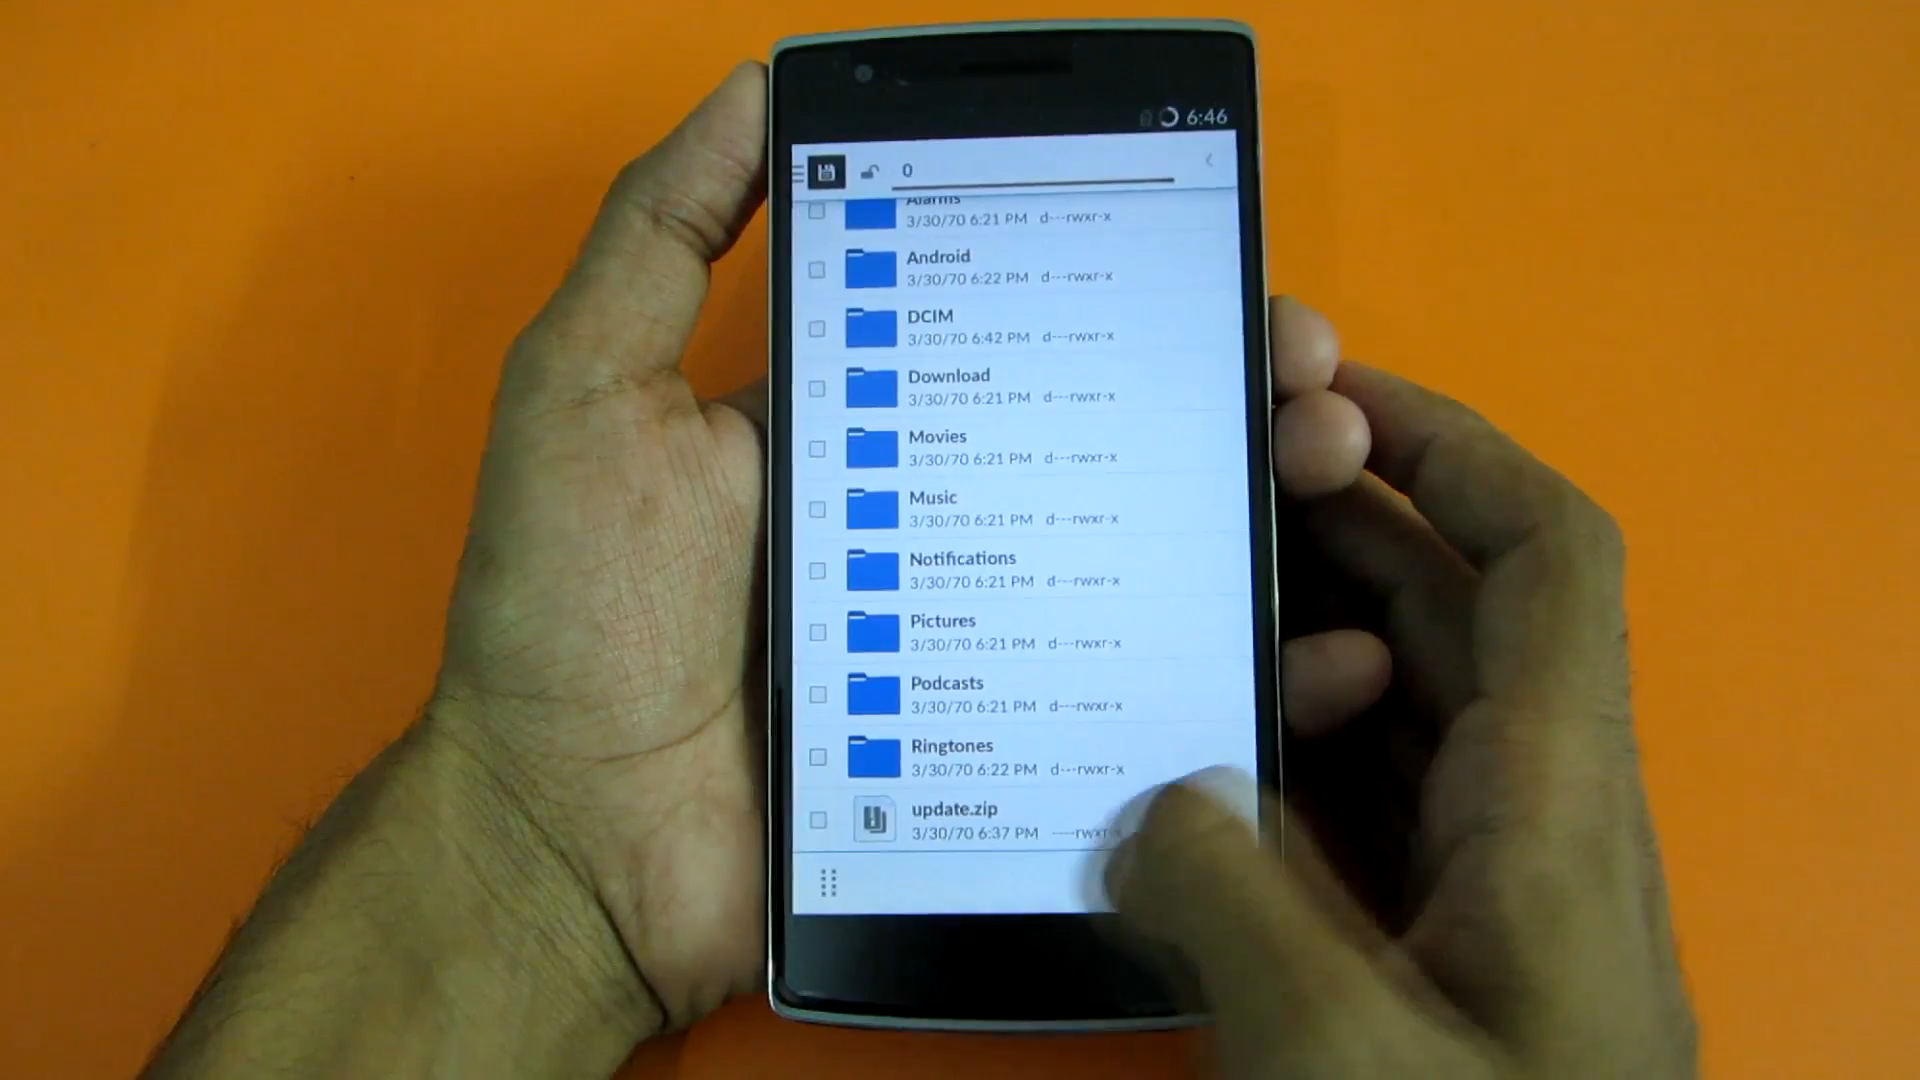 6:46
0
Alarms
3/30/70 6:21 PM d---rwxr-x
Android
3/30/70 6:22 PM d---rwxr-x
DCIM
3/30/70 6:42 PM d---rwxr-x
Download
3/30/70 6:21 PM d---rwxr-x
Movies
3/30/70 6:21 PM d---rwxr-x
Music
3/30/70 6:21 PM d---rwxr-x
Notifications
3/30/70 6:21 PM d---rwxr-x
Pictures
3/30/70 6:21 PM d---rwxr-x
Podcasts
3/30/70 6:21 PM d---rwxr-x
Ringtones
3/30/70 6:22 PM d---rwxr-x
update.zip
3/30/70 6:37 PM ----rwxr-x